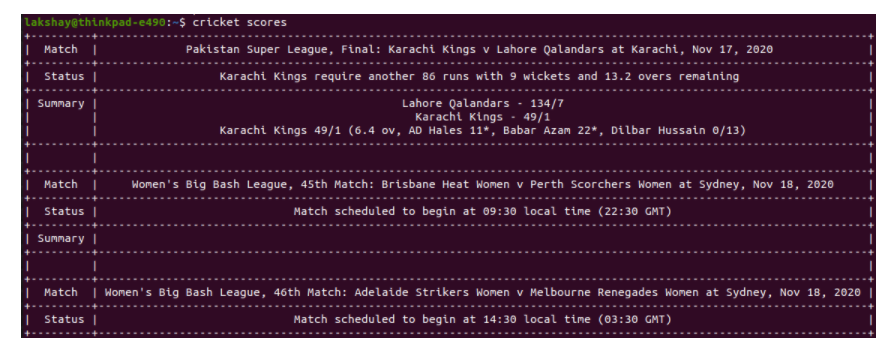 lakshay@thinkpad-e490:~$ cricket scores
Match | Pakistan Super League, Final: Karachi Kings v Lahore Qalandars at Karachi, Nov 17, 2020
Status | Karachi Kings require another 86 runs with 9 wickets and 13.2 overs remaining
Summary | Lahore Qalandars - 134/7
Karachi Kings - 49/1
Karachi Kings 49/1 (6.4 ov, AD Hales 11*, Babar Azam 22*, Dilbar Hussain 0/13)
Match | Women's Big Bash League, 45th Match: Brisbane Heat Women v Perth Scorchers Women at Sydney, Nov 18, 2020
Status | Match scheduled to begin at 09:30 local time (22:30 GMT)
Summary |
Match | Women's Big Bash League, 46th Match: Adelaide Strikers Women v Melbourne Renegades Women at Sydney, Nov 18, 2020
Status | Match scheduled to begin at 14:30 local time (03:30 GMT)